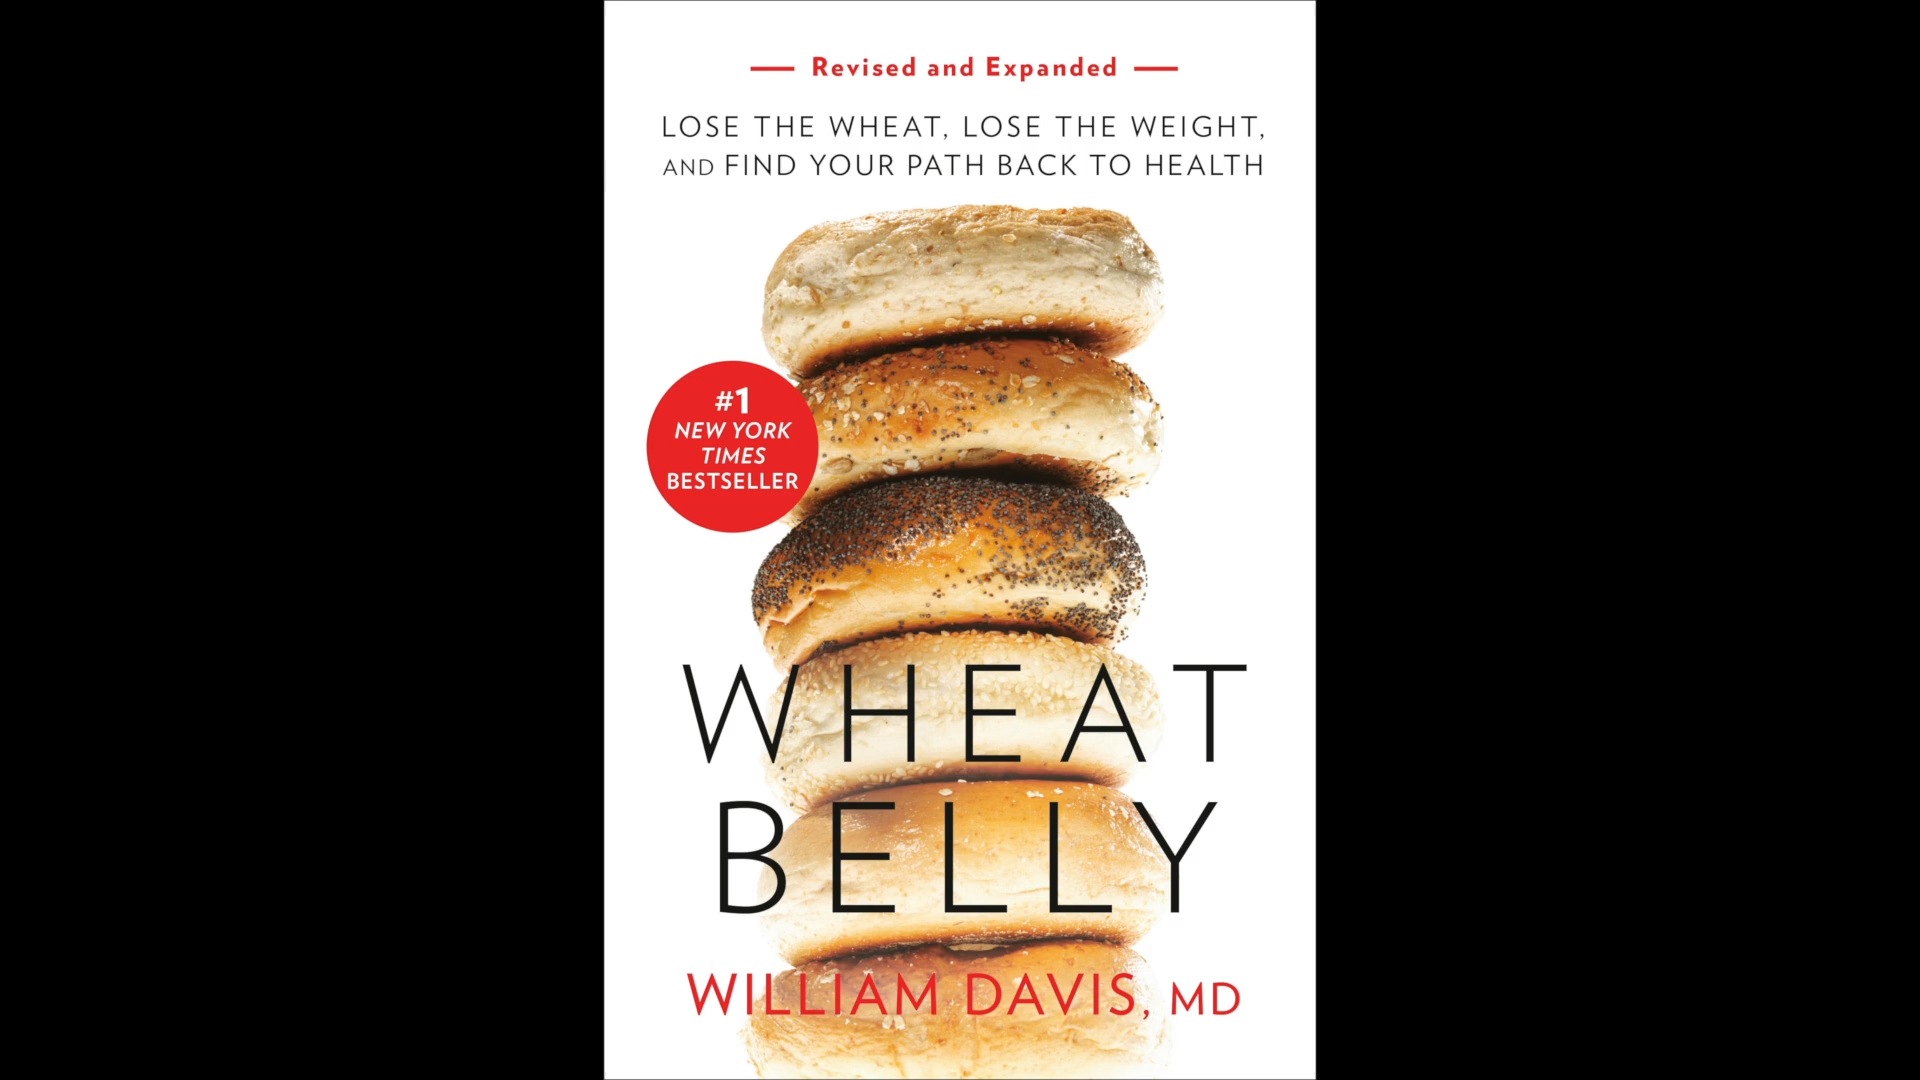 Revised and Expanded
LOSE THE WHEAT, LOSE THE WEIGHT,
AND FIND YOUR PATH BACK TO HEALTH
#1
NEW YORK
TIMES
BESTSELLER
WHEAT
BELLY
WILLIAM DAVIS, MD